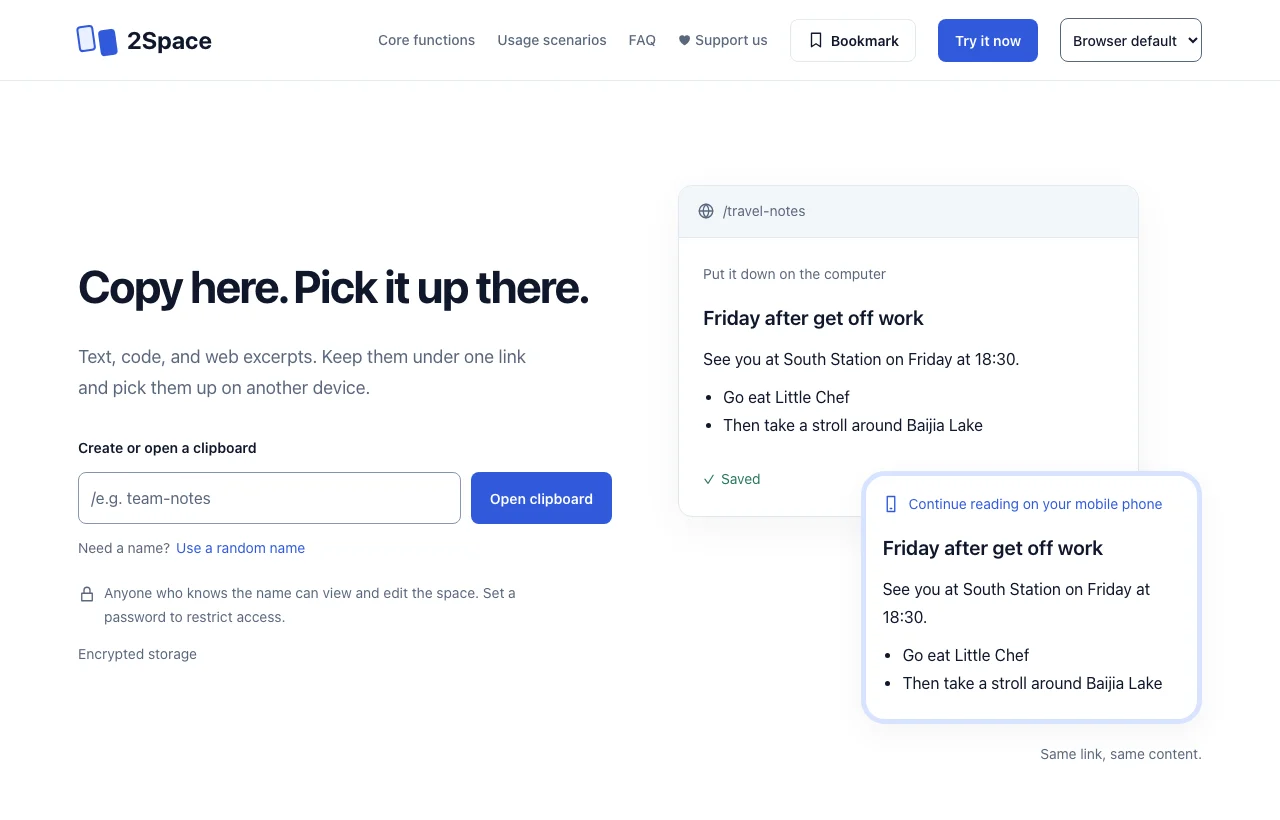 2Space
Core functions
Usage scenarios
FAQ
Support us
Bookmark
Try it now
Browser default
Copy here. Pick it up there.
Text, code, and web excerpts. Keep them under one link
and pick them up on another device.
Create or open a clipboard
/e.g. team-notes
Open clipboard
Need a name? Use a random name
Anyone who knows the name can view and edit the space. Set a
password to restrict access.
Encrypted storage
/travel-notes
Put it down on the computer
Friday after get off work
See you at South Station on Friday at 18:30.
• Go eat Little Chef
• Then take a stroll around Baijia Lake
Saved
Continue reading on your mobile phone
Friday after get off work
See you at South Station on Friday at
18:30.
• Go eat Little Chef
• Then take a stroll around Baijia Lake
Same link, same content.